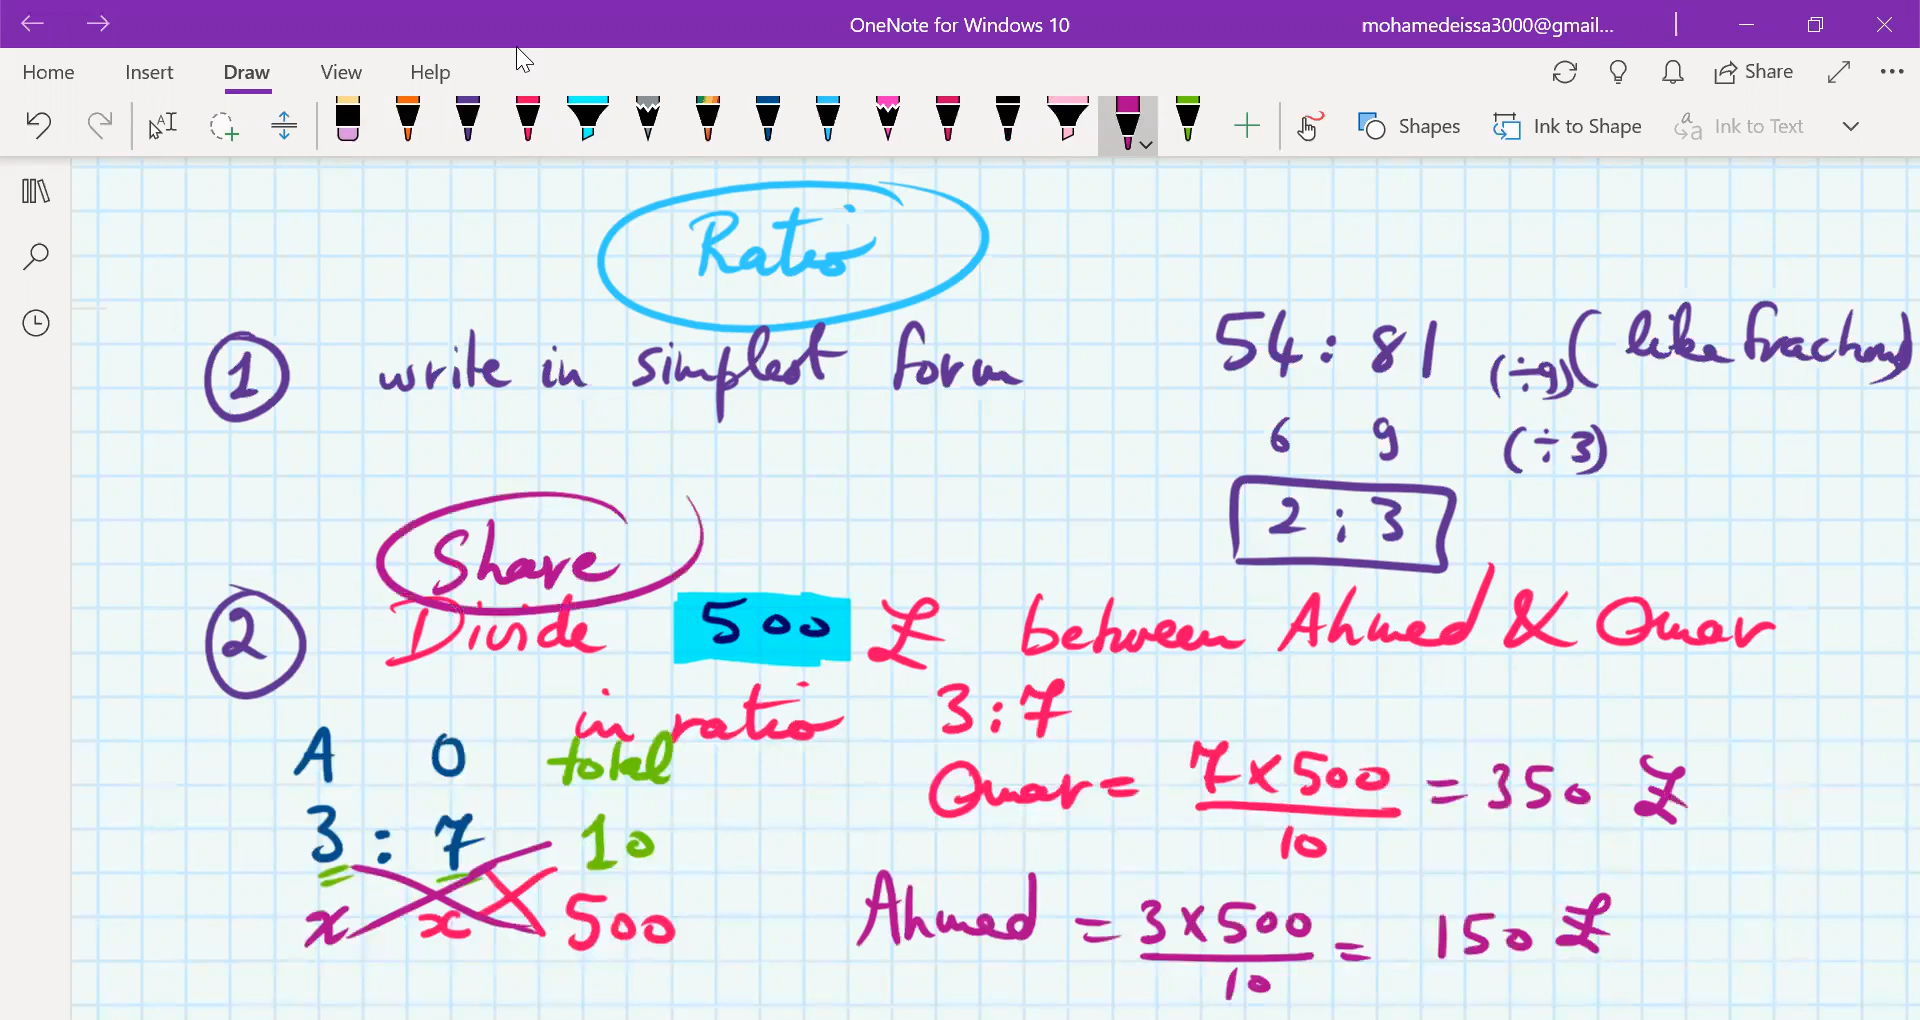 OneNote for Windows 10
mohamedeissa3000@gmail...
Home Insert Draw View Help
Share
Shapes Ink to Shape Ink to Text
Ratio
1 write in simplest form
54 : 81 (÷9) (like fractions)
6 9 (÷3)
2 : 3
Share
2 Divide 500 £ between Ahmed & Omar
in ratio 3:7
A O total
3 : 7 10
x x 500
Omar = 7 x 500 / 10 = 350 £
Ahmed = 3 x 500 / 10 = 150 £